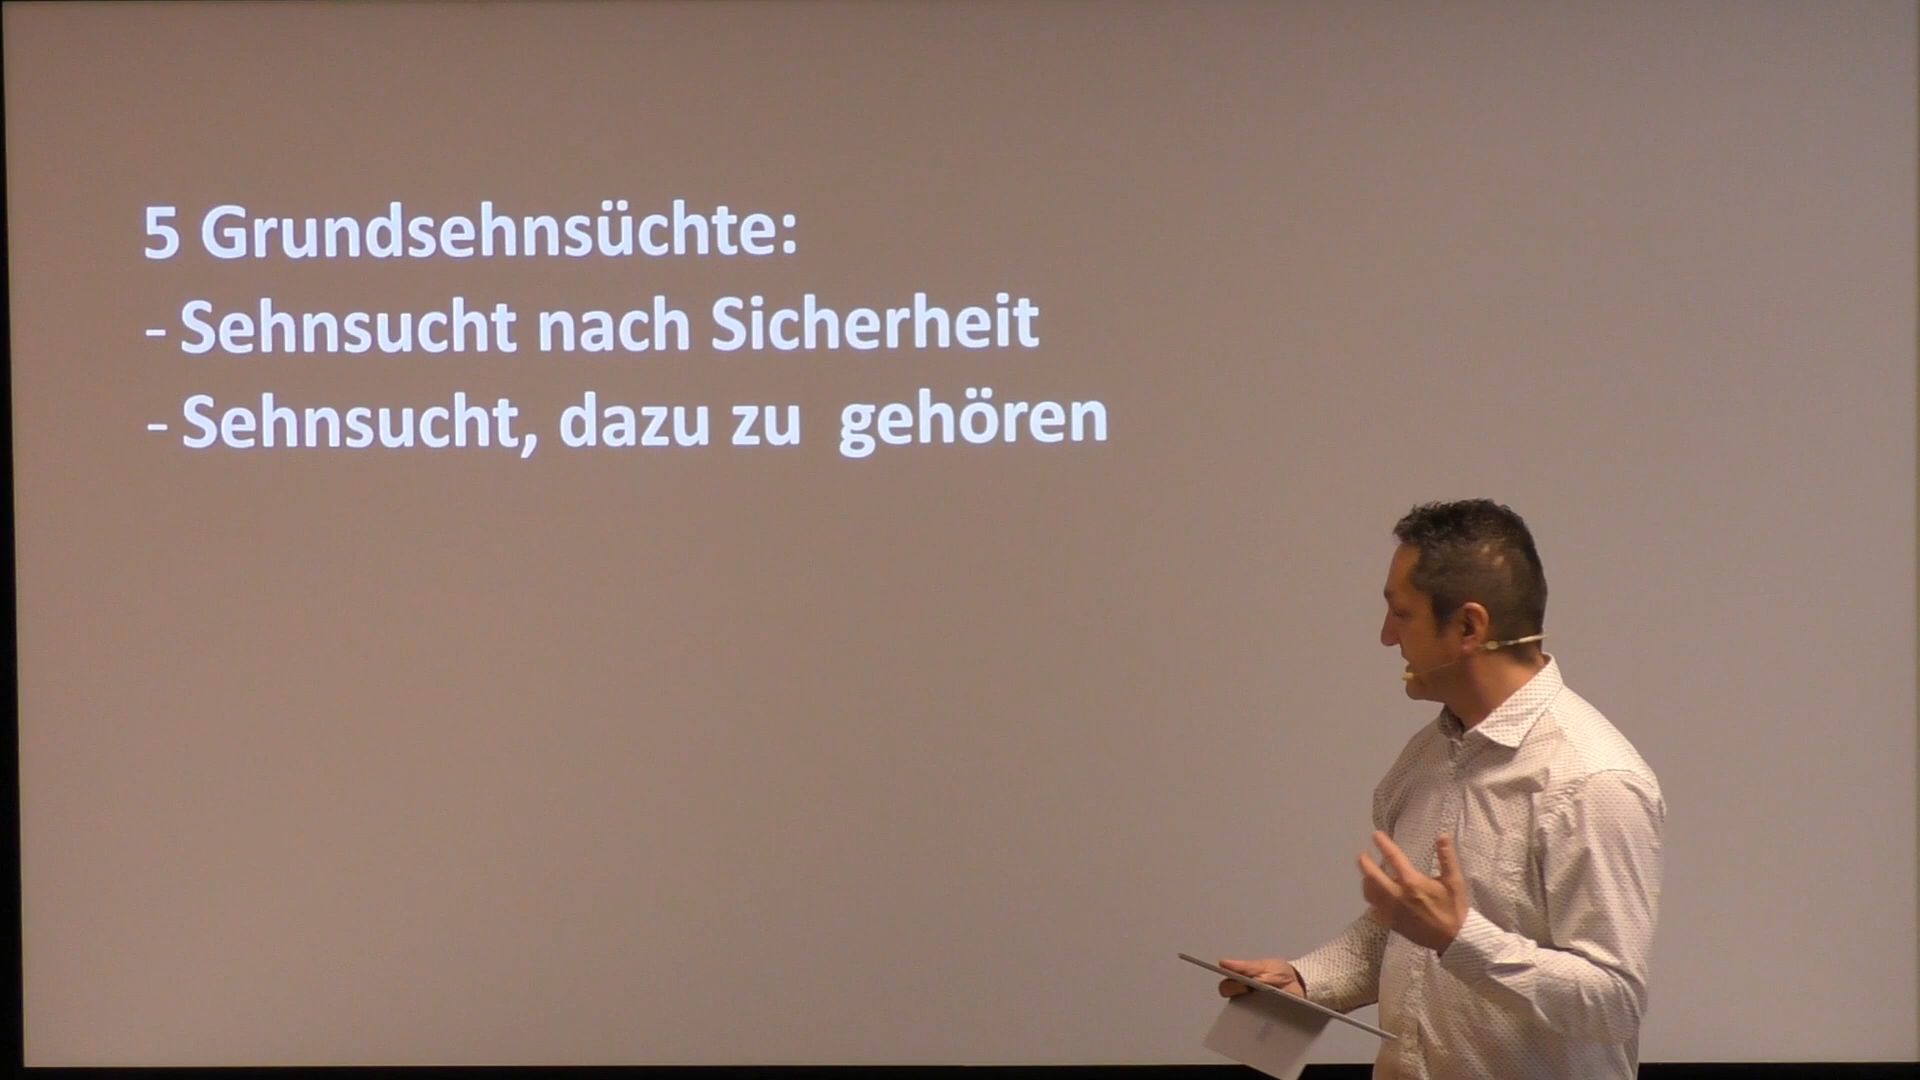 5 Grundsehnsüchte:
- Sehnsucht nach Sicherheit
- Sehnsucht, dazu zu gehören